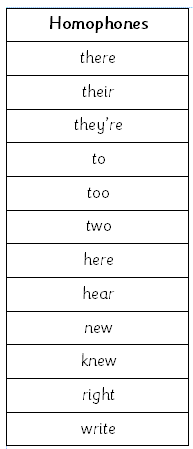 Homophones
there
their
they're
to
too
two
here
hear
new
knew
right
write